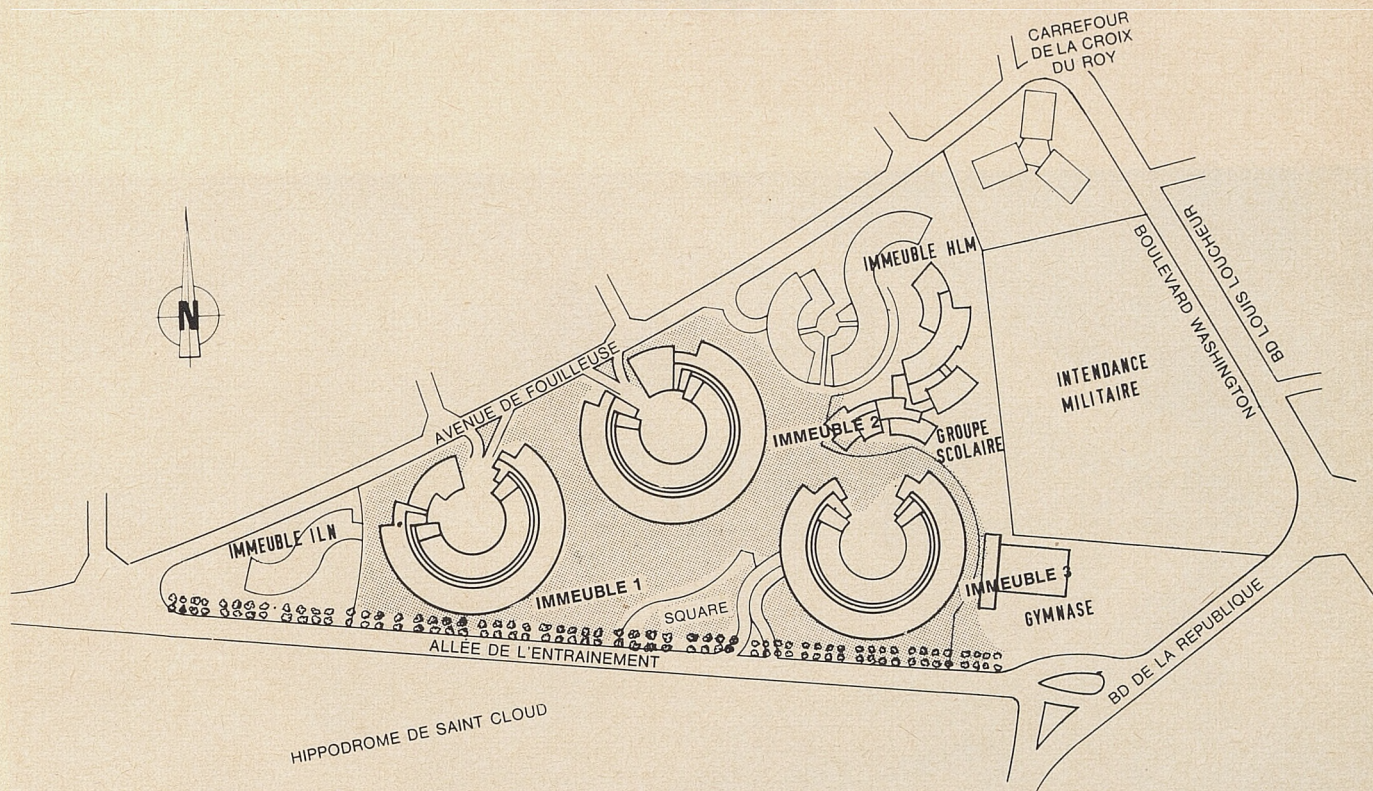 CARREFOUR
DE LA CROIX
DU ROY
BD LOUIS LOUCHEUR
BOULEVARD WASHINGTON
IMMEUBLE HLM
N
INTENDANCE
MILITAIRE
AVENUE DE FOUILLEUSE
IMMEUBLE 2
GROUPE
SCOLAIRE
IMMEUBLE ILN
IMMEUBLE 1
IMMEUBLE 3
SQUARE
GYMNASE
ALLÉE DE L'ENTRAINEMENT
BD DE LA REPUBLIQUE
HIPPODROME DE SAINT CLOUD